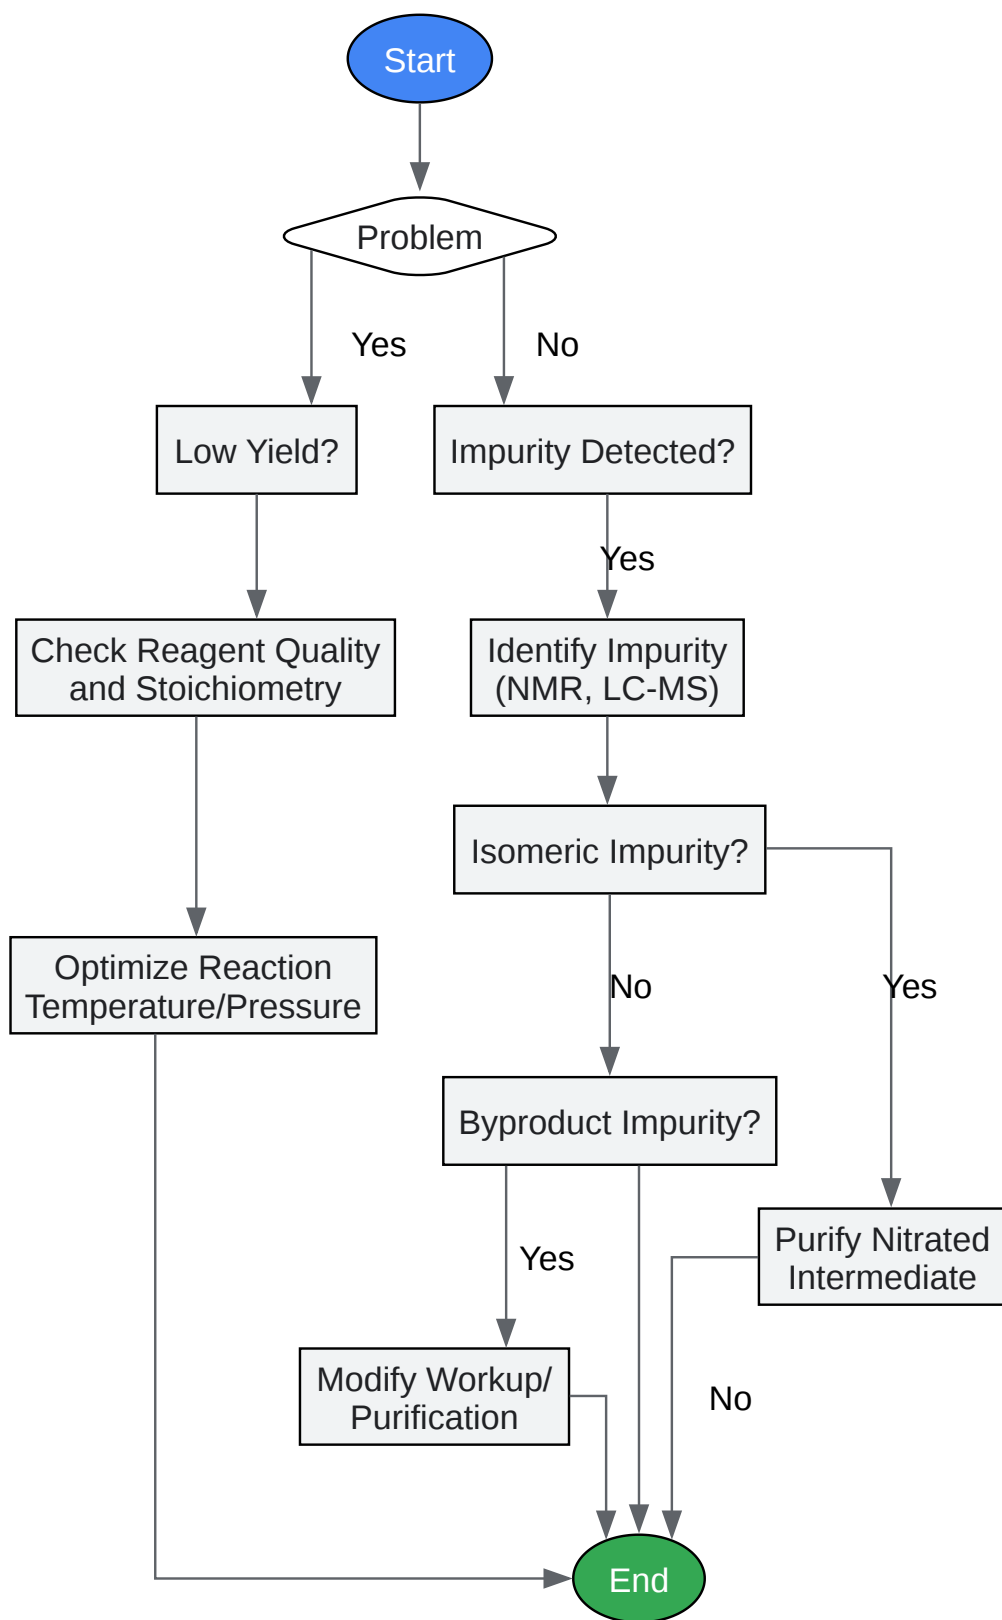 Start
Problem
Yes
No
Low Yield?
Impurity Detected?
Yes
Check Reagent Quality
and Stoichiometry
Identify Impurity
(NMR, LC-MS)
Isomeric Impurity?
Optimize Reaction
Temperature/Pressure
No
Yes
Byproduct Impurity?
Purify Nitrated
Intermediate
Yes
Modify Workup/
Purification
No
End